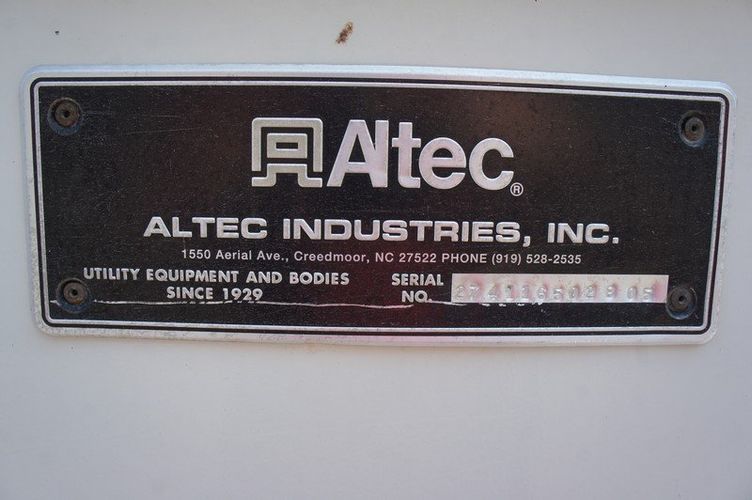 Altec®
ALTEC INDUSTRIES, INC.
1550 Aerial Ave., Creedmoor, NC 27522 PHONE (919) 528-2535
UTILITY EQUIPMENT AND BODIES
SINCE 1929
SERIAL
NO.